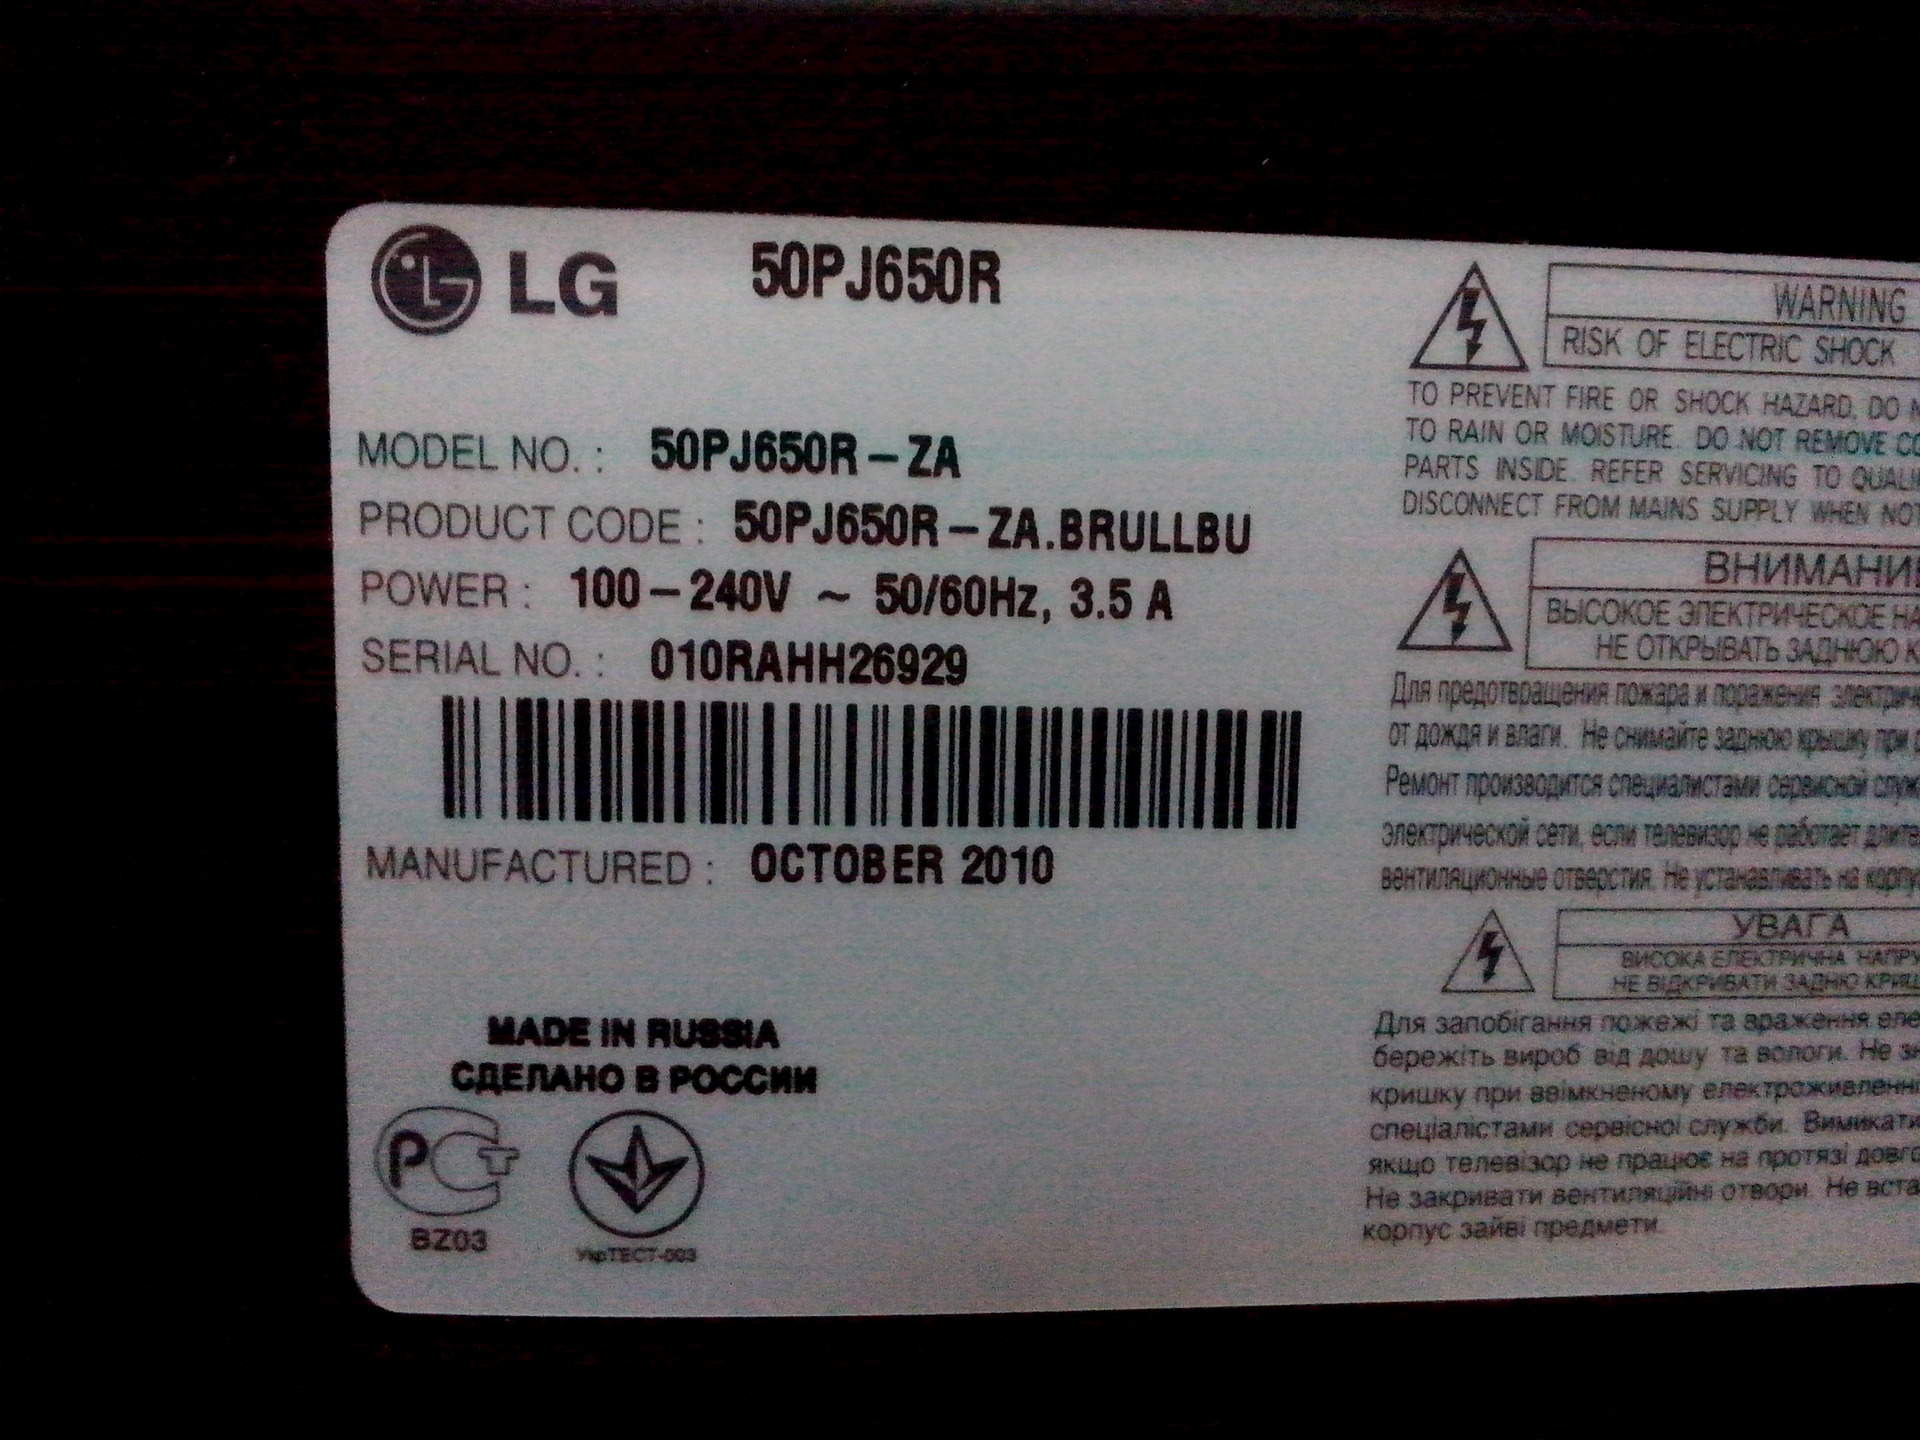 LG 50PJ650R
MODEL NO. : 50PJ650R – ZA
PRODUCT CODE : 50PJ650R – ZA.BRULLBU
POWER : 100 – 240V ~ 50/60Hz, 3.5 A
SERIAL NO. : 010RAHH26929
MANUFACTURED : OCTOBER 2010
MADE IN RUSSIA
СДЕЛАНО В РОССИИ
BZ03
УкрТЕСТ-003
WARNING
RISK OF ELECTRIC SHOCK
TO PREVENT FIRE OR SHOCK HAZARD, DO
TO RAIN OR MOISTURE. DO NOT REMOVE
PARTS INSIDE. REFER SERVICING TO
DISCONNECT FROM MAINS SUPPLY WHEN NOT
ВНИМАНИЕ
ВЫСОКОЕ ЭЛЕКТРИЧЕСКОЕ
НЕ ОТКРЫВАТЬ ЗАДНЮЮ
Для предотвращения пожара и поражения
от дождя и влаги. Не снимайте заднюю крышку при
Ремонт производится специалистами сервисной
электрической сети, если телевизор не работает
вентиляционные отверстия. Не устанавливать на
УВАГА
ВИСОКА ЕЛЕКТРИЧНА
НЕ ВІДКРИВАТИ ЗАДНЮ
Для запобігання пожежі та враження
бережіть вироб від дощу та вологи. Не
кришку при ввімкненому
спеціалістами сервісної служби.
якщо телевізор не працює на протязі
Не закривати вентиляційні отвори. Не
корпус зайві предмети.